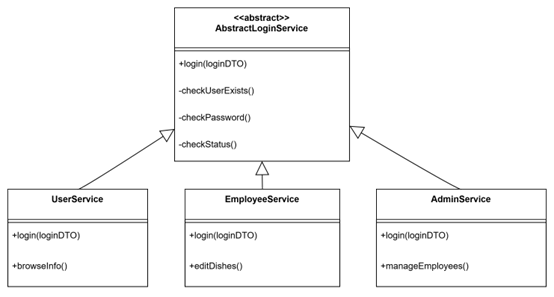 <<abstract>>
AbstractLoginService
+login(loginDTO)
-checkUserExists()
-checkPassword()
-checkStatus()
UserService
+login(loginDTO)
+browseInfo()
EmployeeService
+login(loginDTO)
+editDishes()
AdminService
+login(loginDTO)
+manageEmployees()